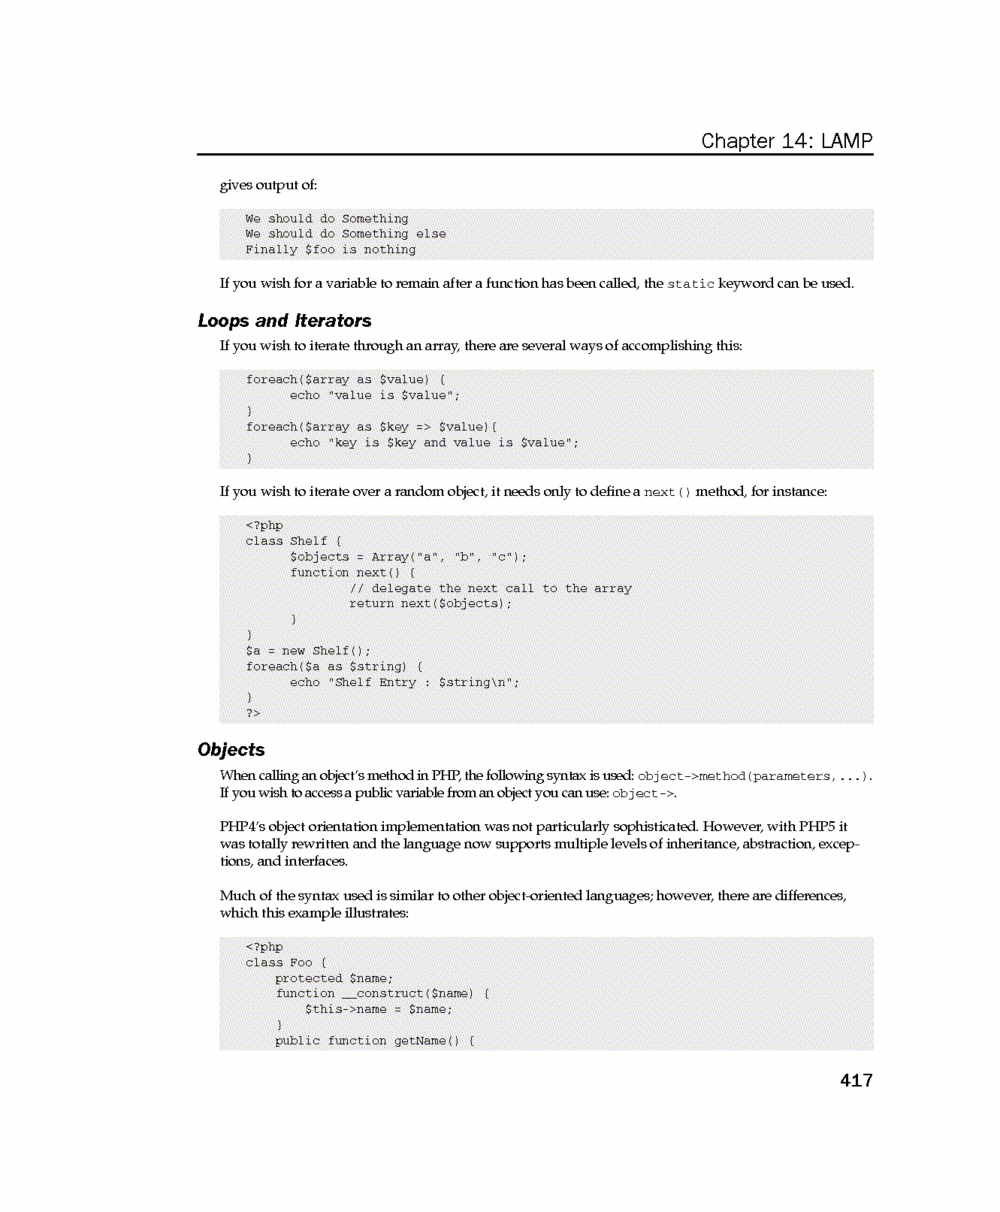 Chapter 14: LAMP
gives output of:
We should do Something
We should do Something else
Finally $foo is nothing
If you wish for a variable to remain after a function has been called, the static keyword can be used.
Loops and Iterators
If you wish to iterate through an array, there are several ways of accomplishing this:
foreach($array as $value) {
echo "value is $value";
}
foreach($array as $key => $value){
echo "key is $key and value is $value";
}
If you wish to iterate over a random object, it needs only to define a next() method, for instance:
<?php
class Shelf {
$objects = Array("a", "b", "c");
function next() {
// delegate the next call to the array
return next($objects);
}
}
$a = new Shelf();
foreach($a as $string) {
echo "Shelf Entry : $string\n";
}
?>
Objects
When calling an object's method in PHP, the following syntax is used: object->method(parameters,...).
If you wish to access a public variable from an object you can use: object->.
PHP4's object orientation implementation was not particularly sophisticated. However, with PHP5 it
was totally rewritten and the language now supports multiple levels of inheritance, abstraction, excep-
tions, and interfaces.
Much of the syntax used is similar to other object-oriented languages; however, there are differences,
which this example illustrates:
<?php
class Foo {
protected $name;
function __construct($name) {
$this->name = $name;
}
public function getName() {
417